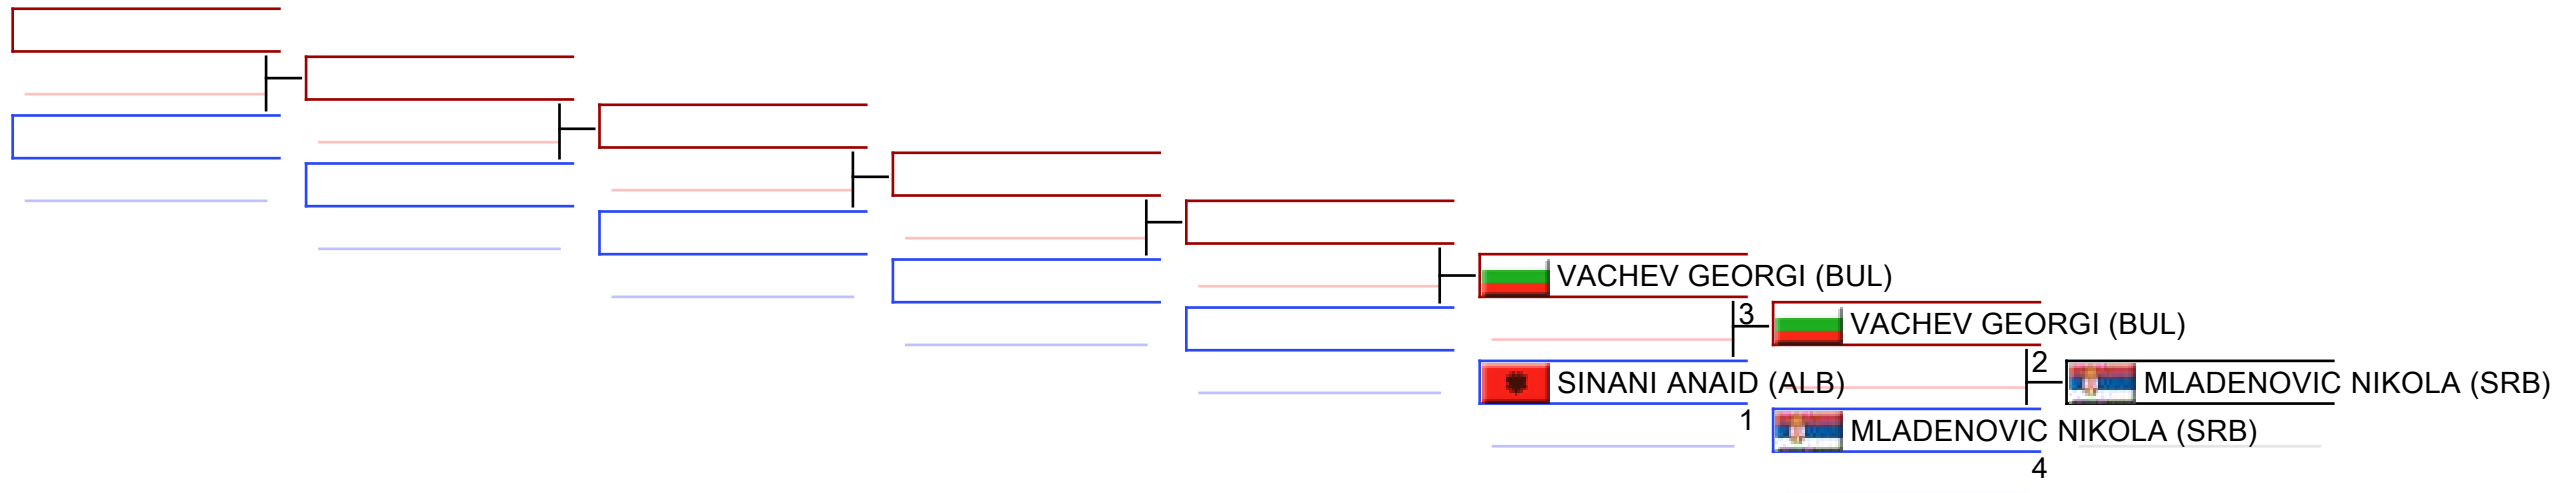 VACHEV GEORGI (BUL)
3
VACHEV GEORGI (BUL)
SINANI ANAID (ALB)
1
2
MLADENOVIC NIKOLA (SRB)
MLADENOVIC NIKOLA (SRB)
4